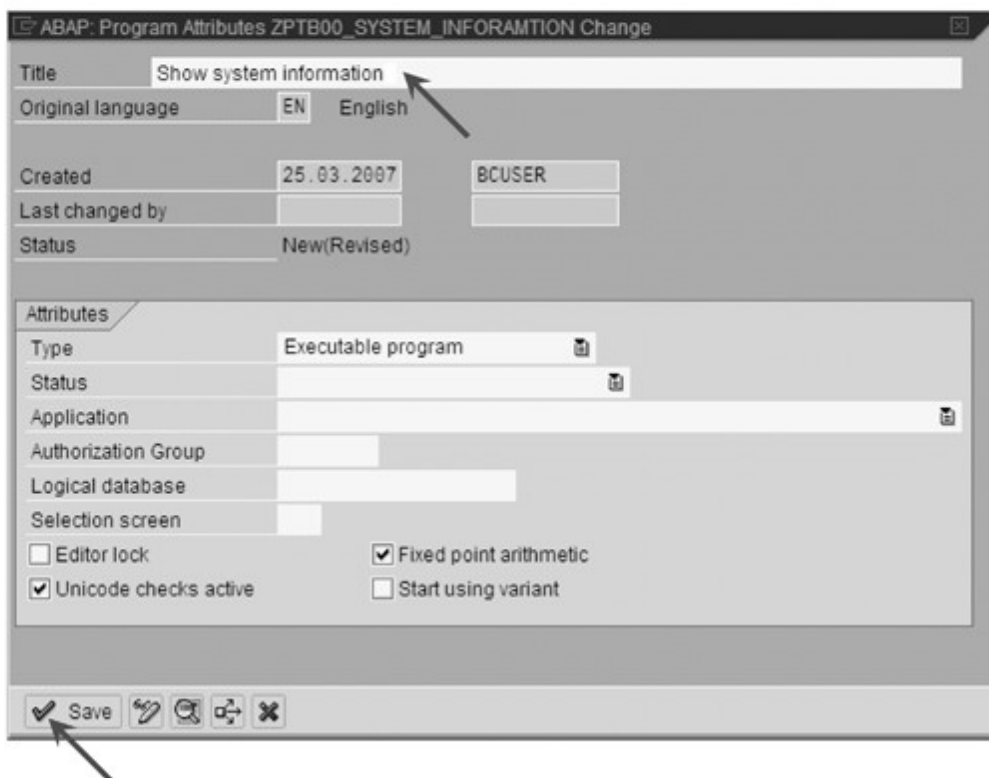 ABAP: Program Attributes ZPTB00_SYSTEM_INFORAMTION Change
Title Show system information
Original language EN English
Created 25.03.2007 BCUSER
Last changed by
Status New(Revised)
Attributes
Type Executable program
Status
Application
Authorization Group
Logical database
Selection screen
Editor lock Fixed point arithmetic
Unicode checks active Start using variant
Save